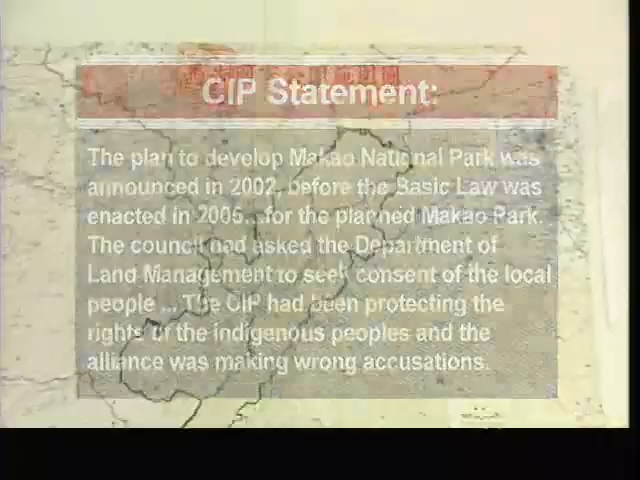 CIP Statement:
The plan to develop Makao National Park was
announced in 2002, before the Basic Law was
enacted in 2005...for the planned Makao Park.
The council had asked the Department of
Land Management to seek consent of the local
people ... The CIP had been protecting the
rights of the indigenous peoples and the
alliance was making wrong accusations.